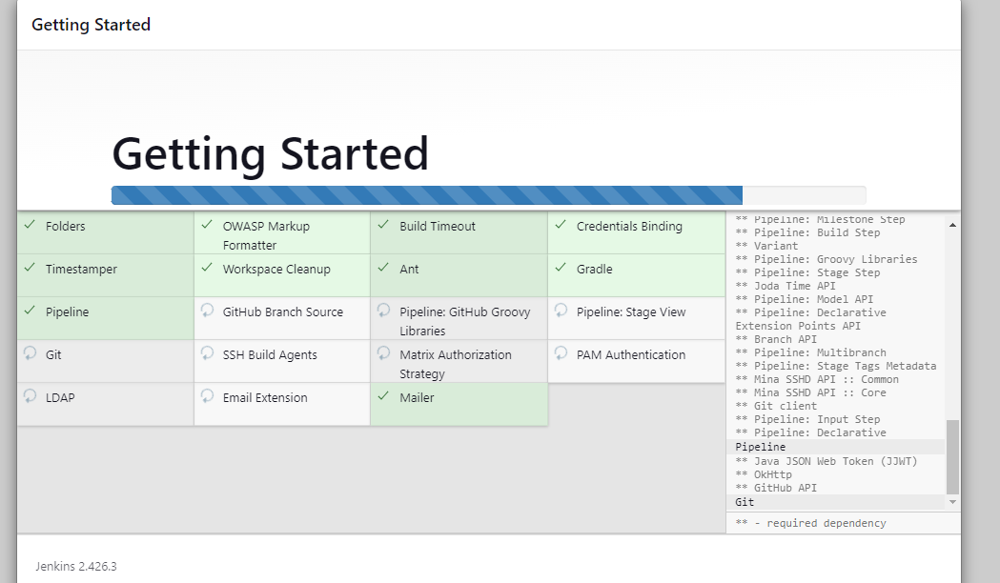 Getting Started
Getting Started
Folders
OWASP Markup
Formatter
Build Timeout
Credentials Binding
Timestamper
Workspace Cleanup
Ant
Gradle
Pipeline
GitHub Branch Source
Pipeline: GitHub Groovy
Libraries
Pipeline: Stage View
Git
SSH Build Agents
Matrix Authorization
Strategy
PAM Authentication
LDAP
Email Extension
Mailer
** Pipeline: Milestone Step
** Pipeline: Build Step
** Variant
** Pipeline: Groovy Libraries
** Pipeline: Stage Step
** Joda Time API
** Pipeline: Model API
** Pipeline: Declarative
Extension Points API
** Branch API
** Pipeline: Multibranch
** Pipeline: Stage Tags Metadata
** Mina SSHD API :: Common
** Mina SSHD API :: Core
** Git client
** Pipeline: Input Step
** Pipeline: Declarative
Pipeline
** Java JSON Web Token (JJWT)
** OkHttp
** GitHub API
Git
** - required dependency
Jenkins 2.426.3